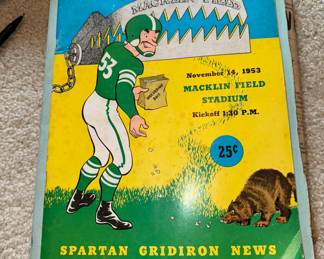 MACKLIN FIELD
53
November 14, 1953
MACKLIN FIELD
STADIUM
Kickoff 1:30 P.M.
25¢
SPARTAN GRIDIRON NEWS